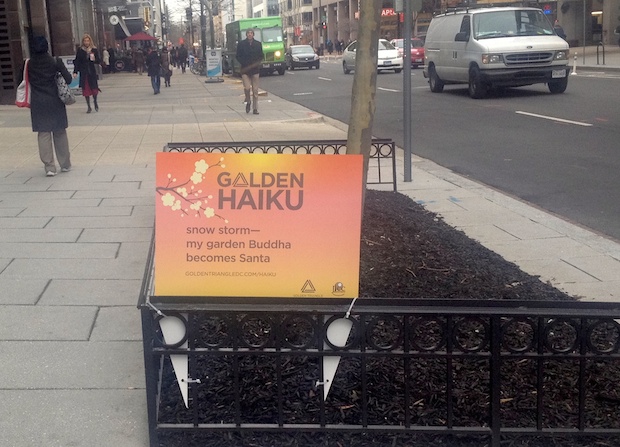 GOLDEN
HAIKU
snow storm—
my garden Buddha
becomes Santa
GOLDENTRIANGLEDC.COM/HAIKU